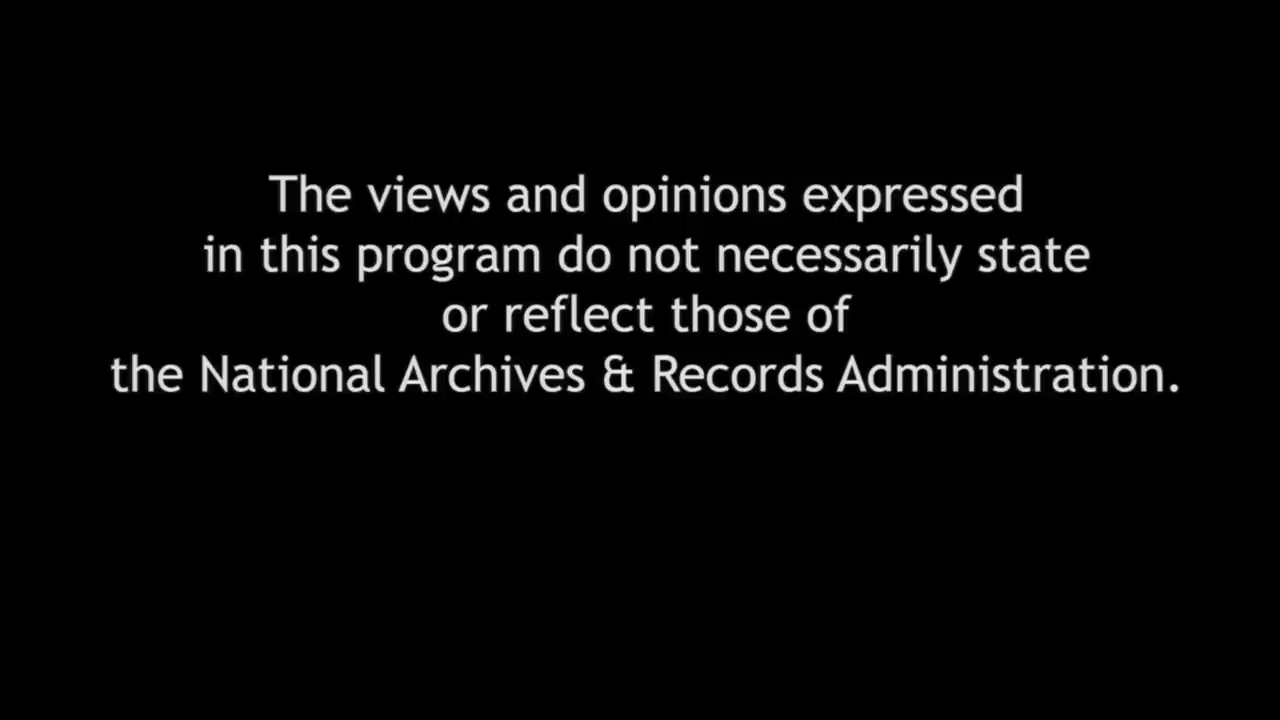 The views and opinions expressed
in this program do not necessarily state
or reflect those of
the National Archives & Records Administration.